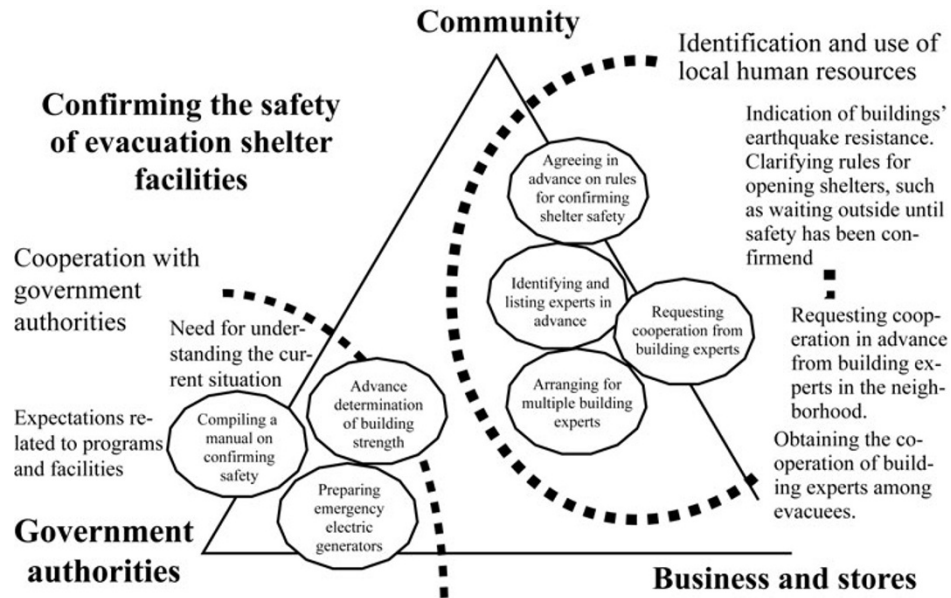 Community
Identification and use of
local human resources
Confirming the safety
of evacuation shelter
facilities
Indication of buildings’
earthquake resistance.
Clarifying rules for
opening shelters, such
as waiting outside until
safety has been con-
firmend
Agreeing in
advance on rules
for confirming
shelter safety
Cooperation with
government
authorities
Identifying and
listing experts in
advance
Requesting
cooperation from
building experts
Requesting coop-
eration in advance
from building ex-
perts in the neigh-
borhood.
Need for under-
standing the cur-
rent situation
Advance
determination
of building
strength
Arranging for
multiple building
experts
Expectations re-
lated to programs
and facilities
Compiling a
manual on
confirming
safety
Obtaining the co-
operation of build-
ing experts among
evacuees.
Preparing
emergency
electric
generators
Government
authorities
Business and stores